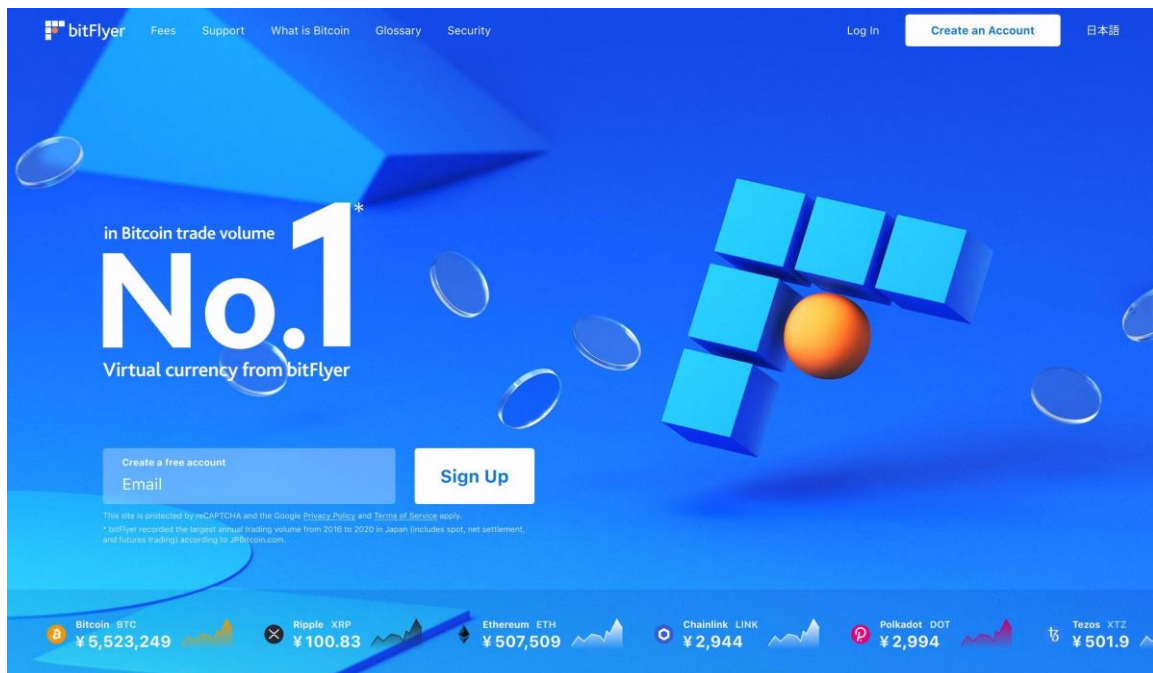 bitFlyer Fees Support What is Bitcoin Glossary Security Log In Create an Account 日本語
in Bitcoin trade volume
No.1*
Virtual currency from bitFlyer
Create a free account
Email
Sign Up
This site is protected by reCAPTCHA and the Google Privacy Policy and Terms of Service apply.
* bitFlyer recorded the largest annual trading volume from 2016 to 2020 in Japan (includes spot, net settlement,
and futures trading) according to JPBitcoin.com.
Bitcoin BTC
¥5,523,249
Ripple XRP
¥100.83
Ethereum ETH
¥507,509
Chainlink LINK
¥2,944
Polkadot DOT
¥2,994
Tezos XTZ
¥501.9